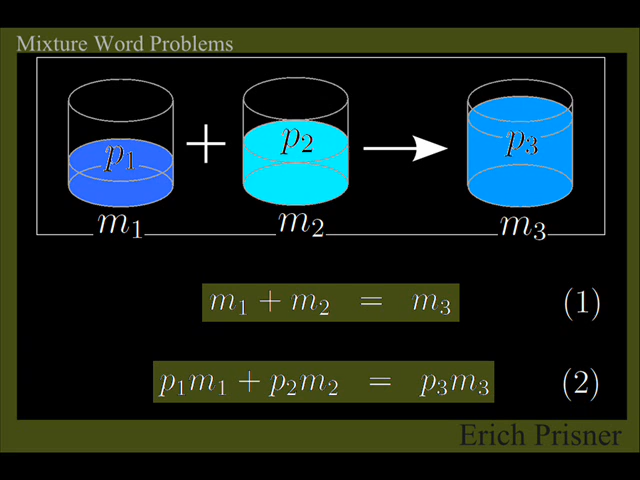 Mixture Word Problems
p₁ + p₂ → p₃
m₁ m₂ m₃
m₁ + m₂ = m₃ (1)
p₁m₁ + p₂m₂ = p₃m₃ (2)
Erich Prisner